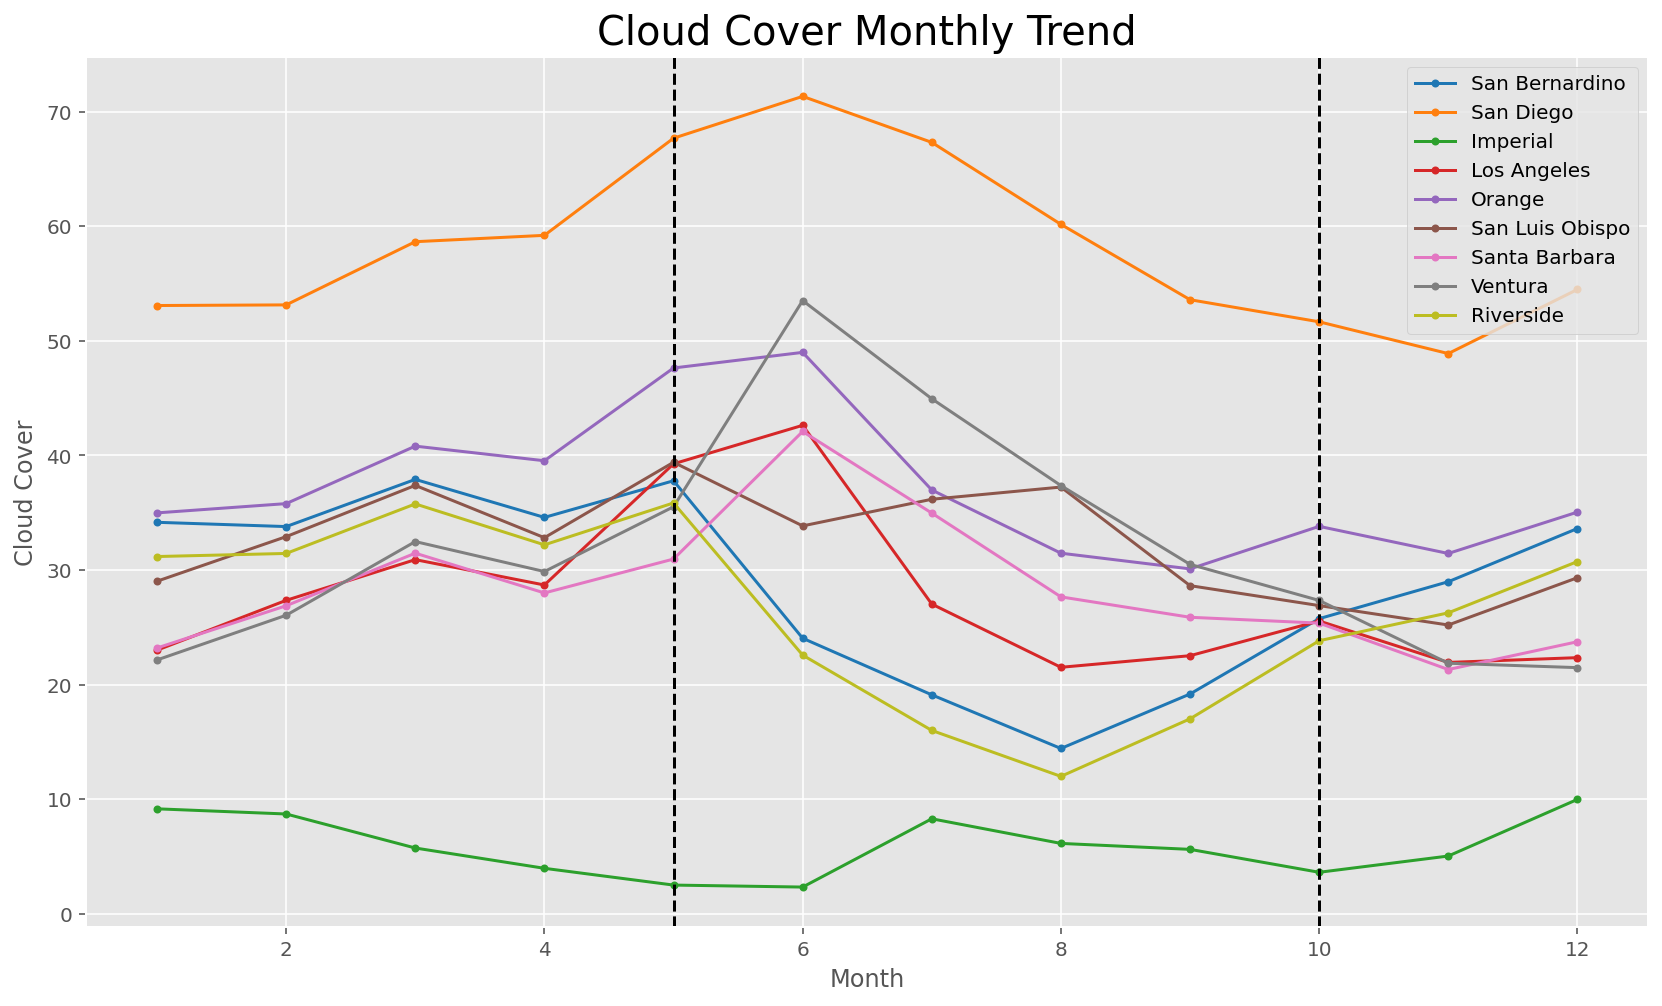 Cloud Cover Monthly Trend
San Bernardino
San Diego
Imperial
Los Angeles
Orange
San Luis Obispo
Santa Barbara
Ventura
Riverside
Cloud Cover
70
60
50
40
30
20
10
0
2 4 6 8 10 12
Month